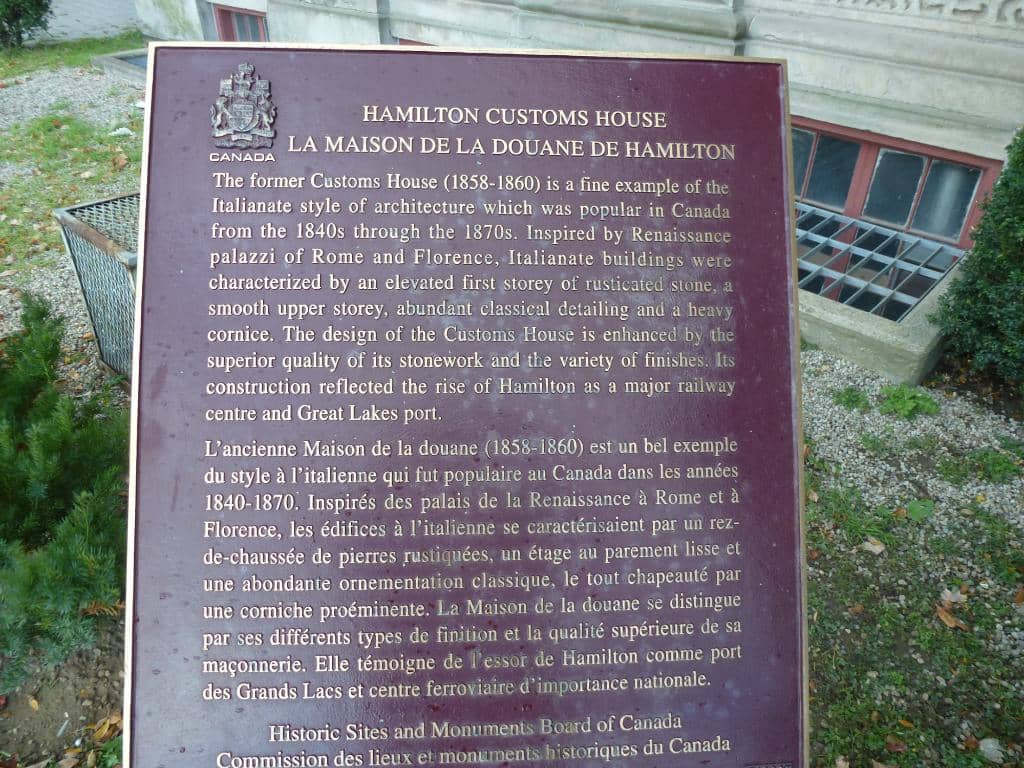 CANADA
HAMILTON CUSTOMS HOUSE
LA MAISON DE LA DOUANE DE HAMILTON
The former Customs House (1858-1860) is a fine example of the
Italianate style of architecture which was popular in Canada
from the 1840s through the 1870s. Inspired by Renaissance
palazzi of Rome and Florence, Italianate buildings were
characterized by an elevated first storey of rusticated stone, a
smooth upper storey, abundant classical detailing and a heavy
cornice. The design of the Customs House is enhanced by the
superior quality of its stonework and the variety of finishes. Its
construction reflected the rise of Hamilton as a major railway
centre and Great Lakes port.
L'ancienne Maison de la douane (1858-1860) est un bel exemple
du style à l'italienne qui fut populaire au Canada dans les années
1840-1870. Inspirés des palais de la Renaissance à Rome et à
Florence, les édifices à l'italienne se caractérisaient par un rez-
de-chaussée de pierres rustiquées, un étage au parement lisse et
une abondante ornementation classique, le tout chapeauté par
une corniche proéminente. La Maison de la douane se distingue
par ses différents types de finition et la qualité supérieure de sa
maçonnerie. Elle témoigne de l'essor de Hamilton comme port
des Grands Lacs et centre ferroviaire d'importance nationale.
Historic Sites and Monuments Board of Canada
Commission des lieux et monuments historiques du Canada